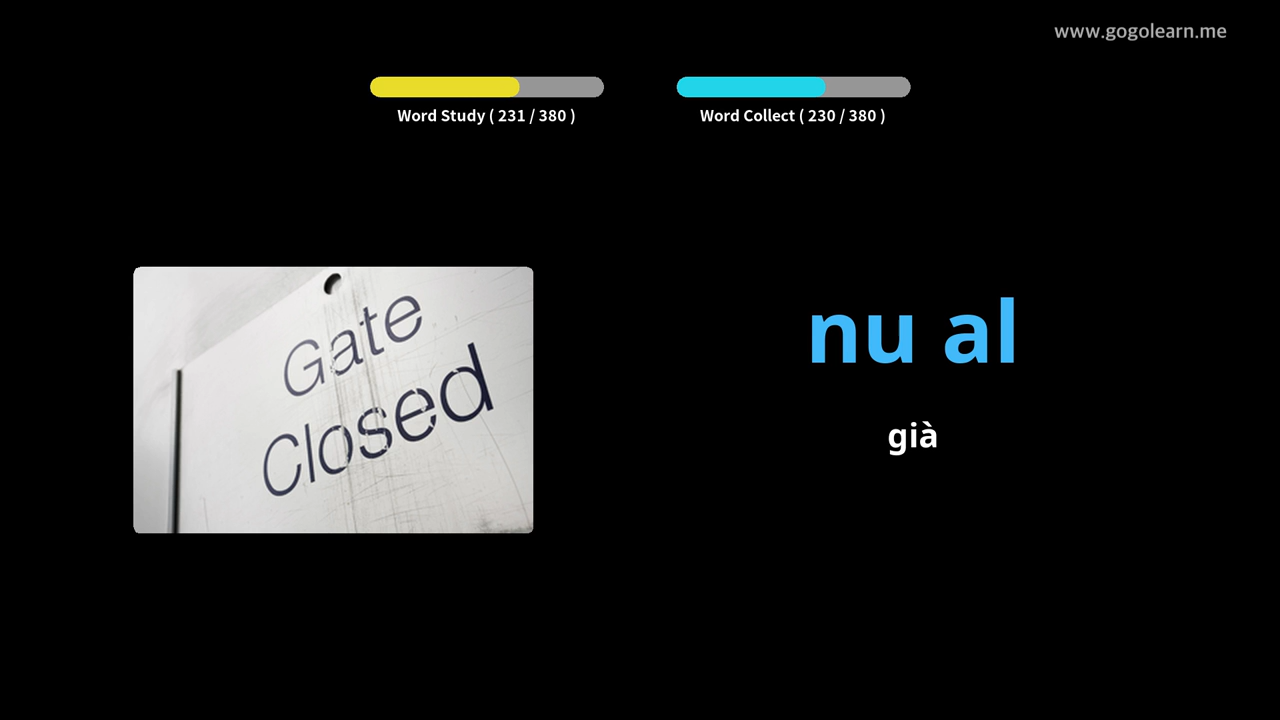 www.gogolearn.me
Word Study ( 231 / 380 )
Word Collect ( 230 / 380 )
Gate
Closed
nu al
già